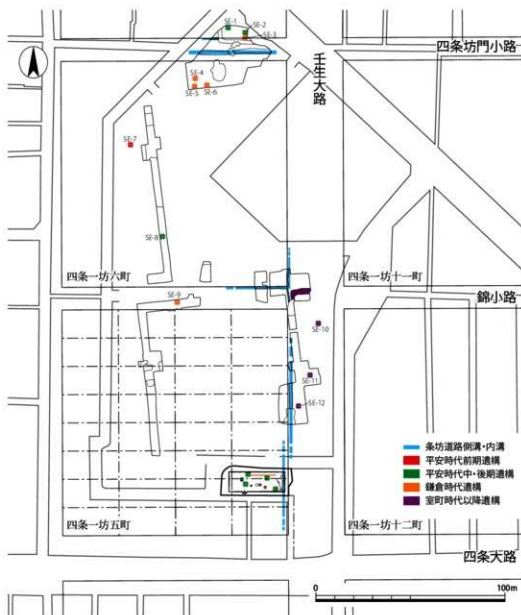 SE-1
SE-2
SE-3
四条坊門小路
壬生大路
SE-4
SE-5
SE-6
SE-7
SE-8
四条一坊六町
四条一坊十一町
錦小路
SE-9
SE-10
SE-11
SE-12
条坊道路側溝・内溝
平安時代前期遺構
平安時代中・後期遺構
鎌倉時代遺構
室町時代以降遺構
四条一坊五町
四条一坊十二町
四条大路
0 100m